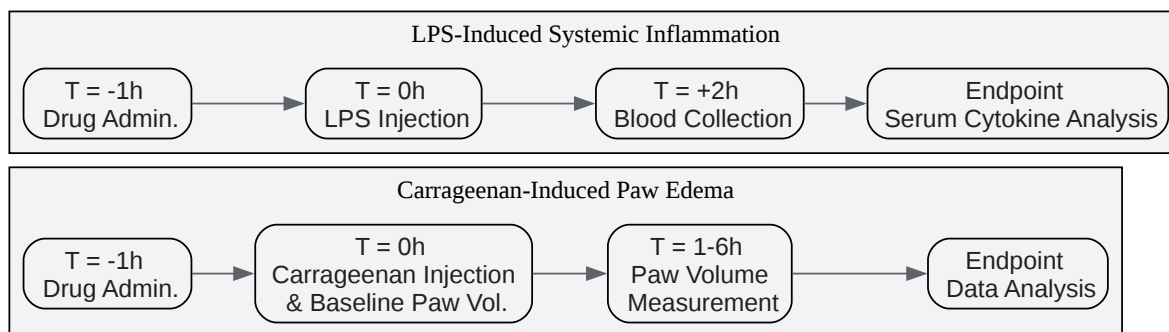 LPS-Induced Systemic Inflammation
T = -1h
Drug Admin.
T = 0h
LPS Injection
T = +2h
Blood Collection
Endpoint
Serum Cytokine Analysis
Carrageenan-Induced Paw Edema
T = -1h
Drug Admin.
T = 0h
Carrageenan Injection
& Baseline Paw Vol.
T = 1-6h
Paw Volume
Measurement
Endpoint
Data Analysis